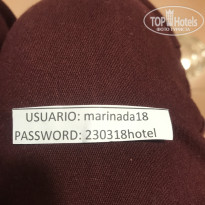 TOP Hotels
USUARIO: marinada18
PASSWORD: 230318hotel